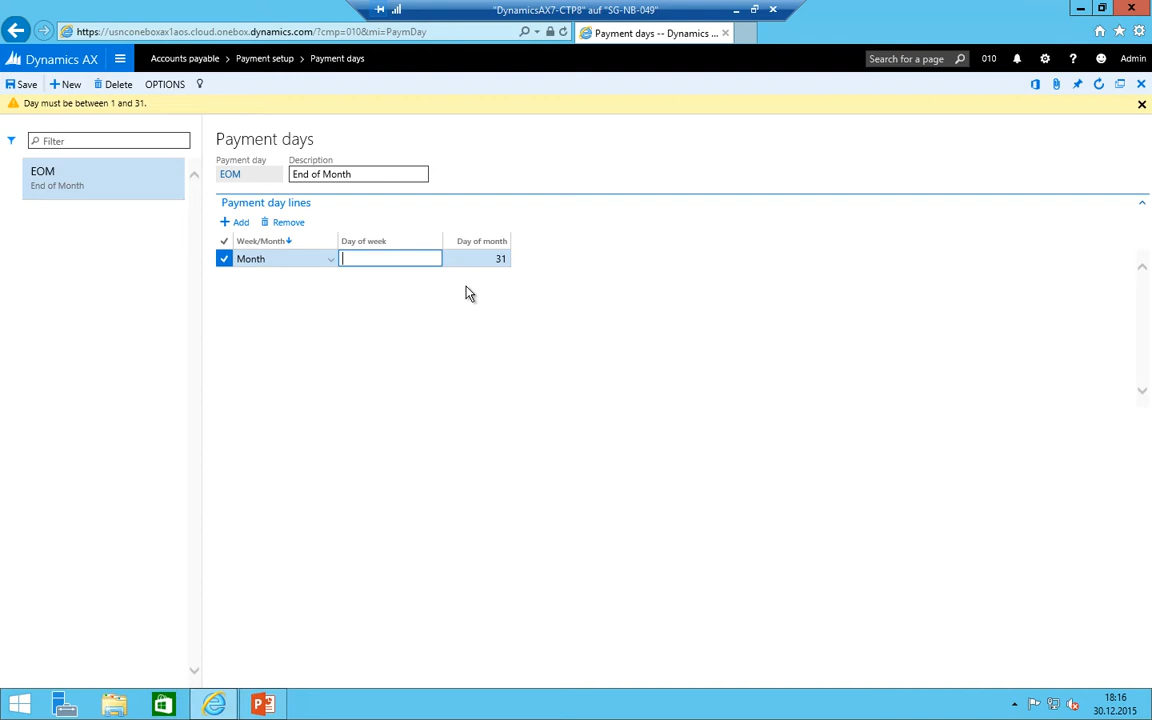 "DynamicsAX7-CTP8" auf "SG-NB-049"
https://usnconeboxax1aos.cloud.onebox.dynamics.com/?cmp=010&mi=PaymDay
Payment days -- Dynamics ...
Dynamics AX
Accounts payable > Payment setup > Payment days
Search for a page
010
Admin
Save
New
Delete
OPTIONS
Day must be between 1 and 31.
Filter
EOM
End of Month
Payment days
Payment day
Description
EOM
End of Month
Payment day lines
Add
Remove
Week/Month
Day of week
Day of month
Month
31
18:16
30.12.2015